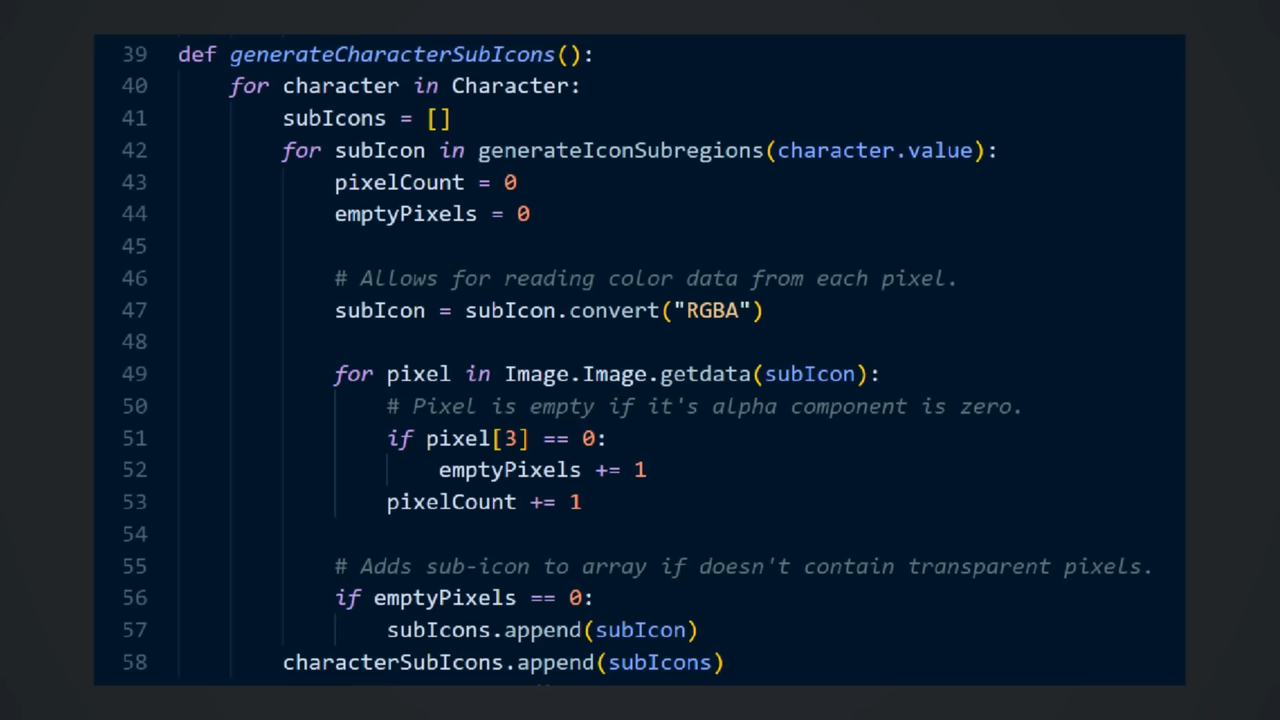 39 def generateCharacterSubIcons():
40 for character in Character:
41 subIcons = []
42 for subIcon in generateIconSubregions(character.value):
43 pixelCount = 0
44 emptyPixels = 0
45
46 # Allows for reading color data from each pixel.
47 subIcon = subIcon.convert("RGBA")
48
49 for pixel in Image.Image.getdata(subIcon):
50 # Pixel is empty if it's alpha component is zero.
51 if pixel[3] == 0:
52 emptyPixels += 1
53 pixelCount += 1
54
55 # Adds sub-icon to array if doesn't contain transparent pixels.
56 if emptyPixels == 0:
57 subIcons.append(subIcon)
58 characterSubIcons.append(subIcons)